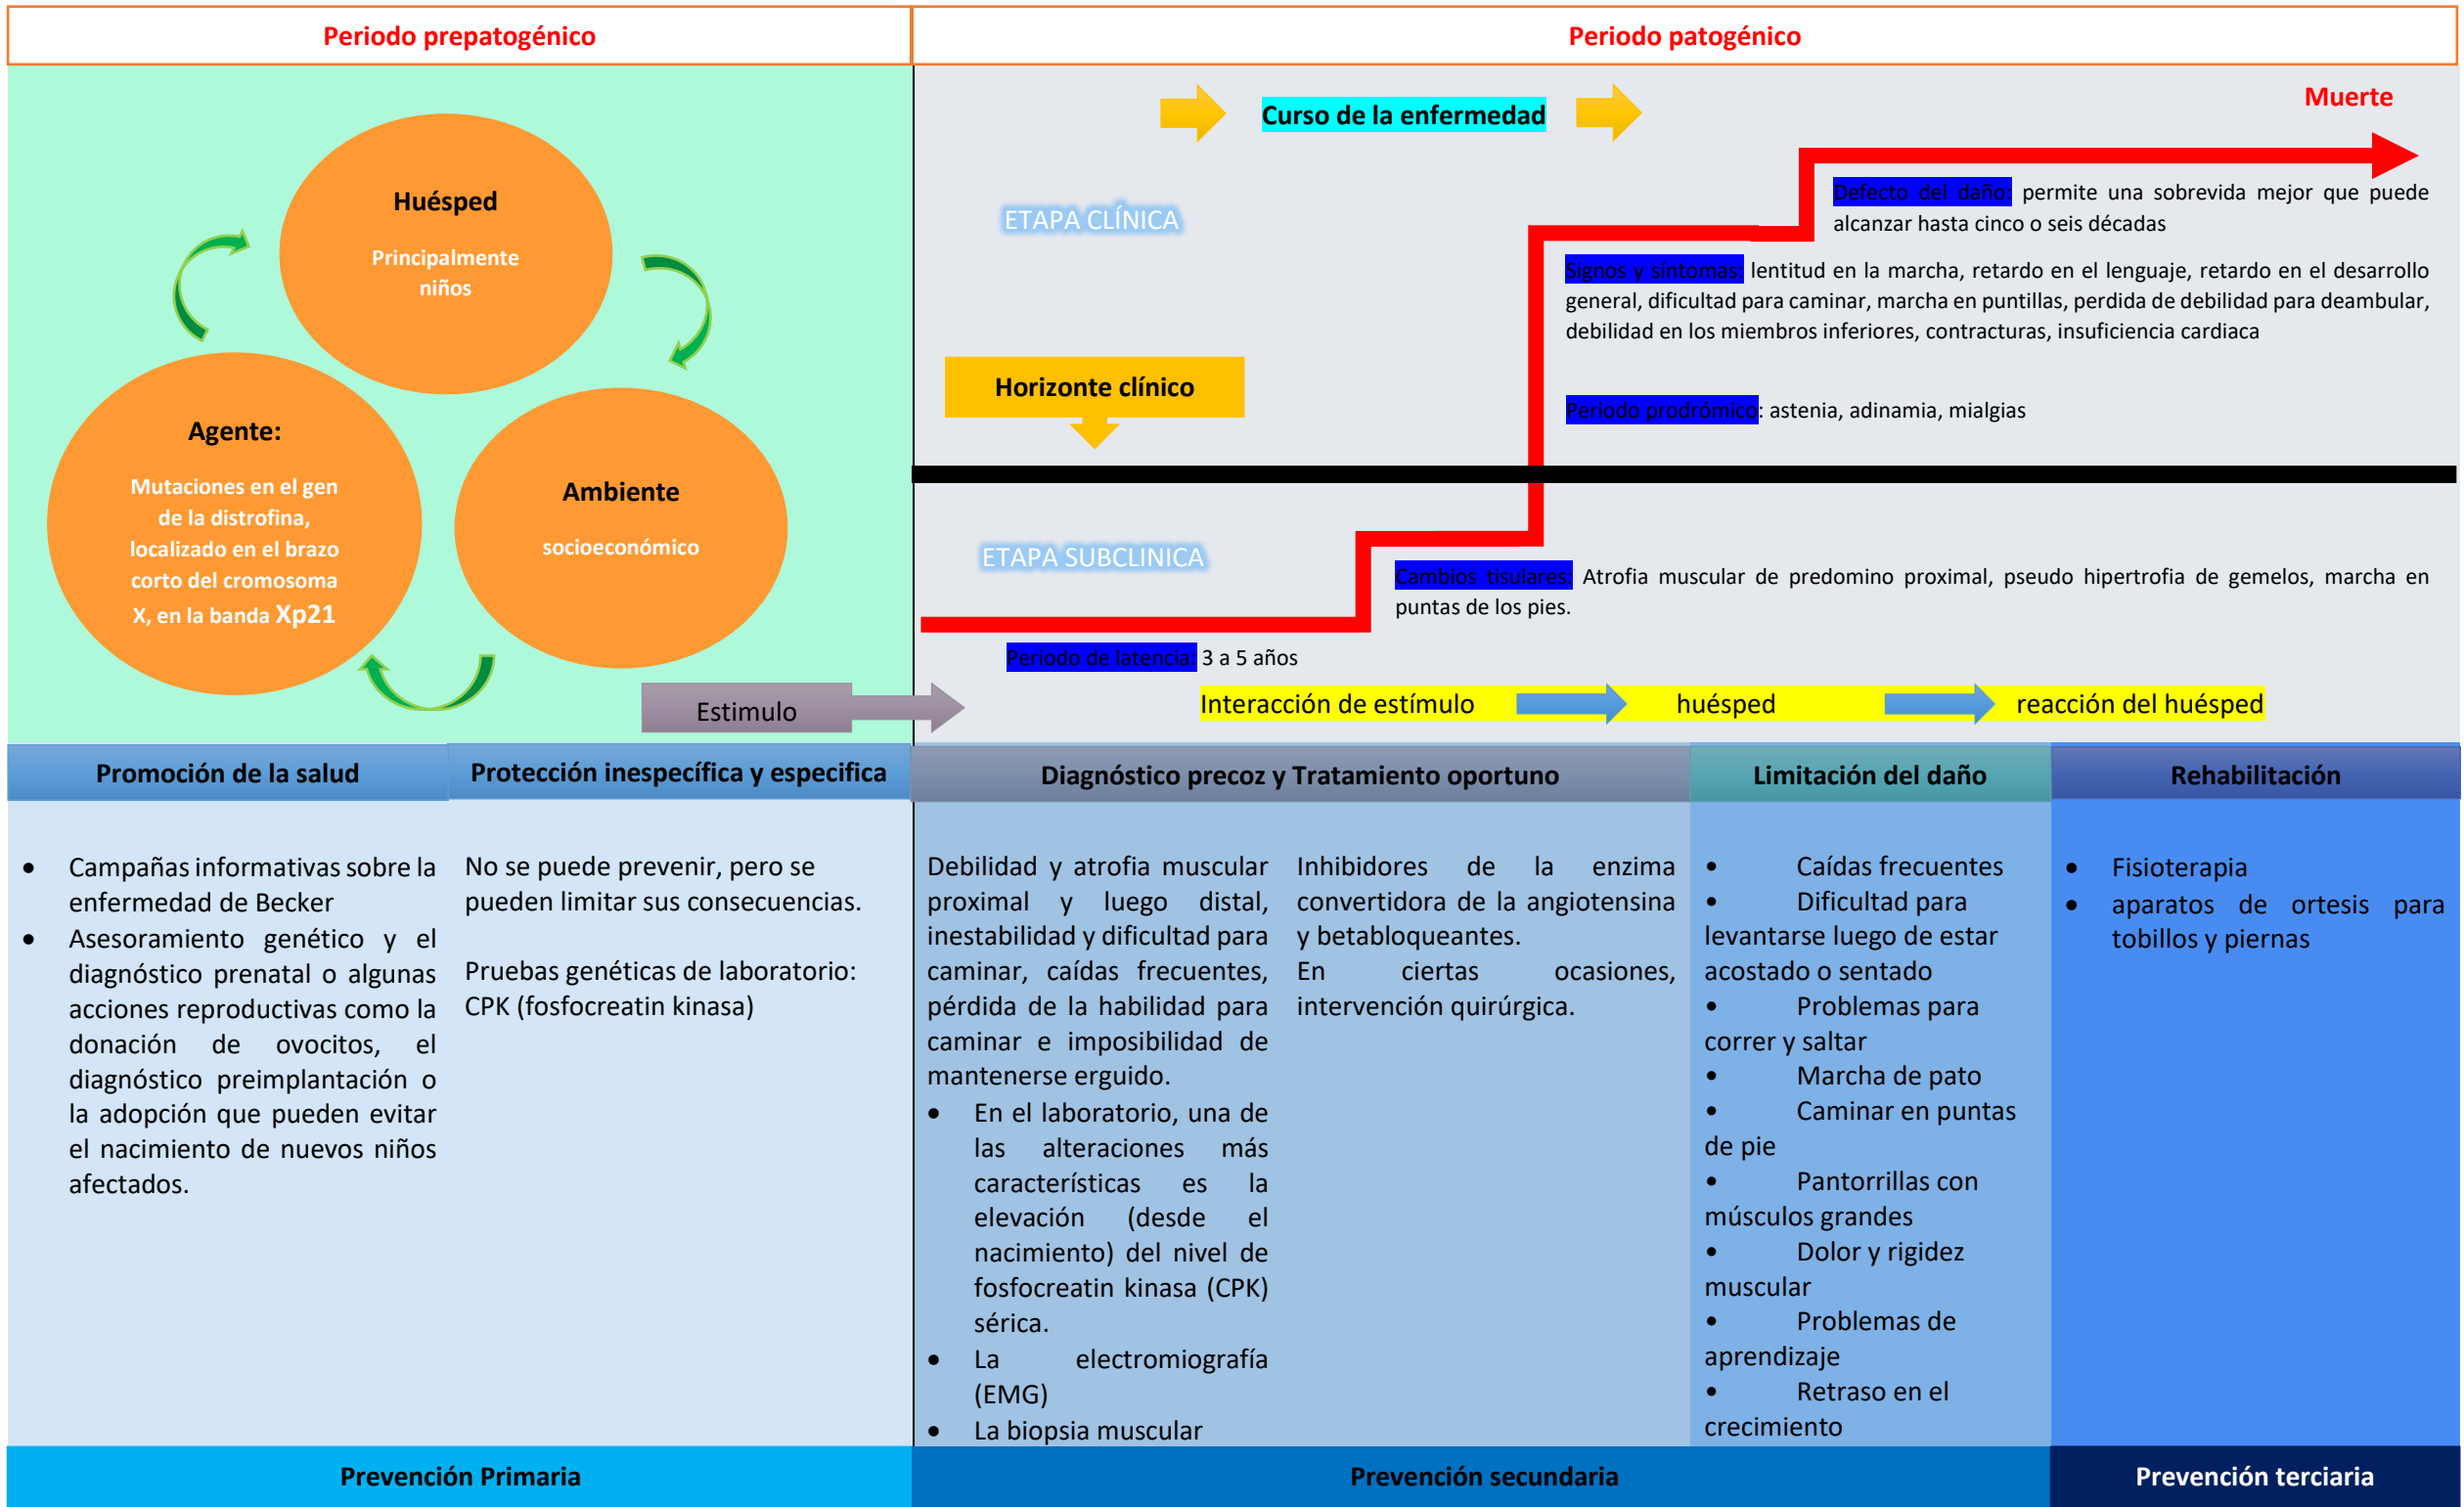 Periodo prepatogénico
Periodo patogénico
Huésped
Principalmente
niños
Agente:
Mutaciones en el gen
de la distrofina,
localizado en el brazo
corto del cromosoma
X, en la banda Xp21
Ambiente
socioeconómico
Estimulo
Curso de la enfermedad
Muerte
ETAPA CLÍNICA
Defecto del daño: permite una sobrevida mejor que puede
alcanzar hasta cinco o seis décadas
Signos y síntomas: lentitud en la marcha, retardo en el lenguaje, retardo en el desarrollo
general, dificultad para caminar, marcha en puntillas, perdida de debilidad para deambular,
debilidad en los miembros inferiores, contracturas, insuficiencia cardiaca
Horizonte clínico
Periodo prodrómico: astenia, adinamia, mialgias
ETAPA SUBCLINICA
Cambios tisulares: Atrofia muscular de predomino proximal, pseudo hipertrofia de gemelos, marcha en
puntas de los pies.
Periodo de latencia: 3 a 5 años
Interacción de estímulo
huésped
reacción del huésped
Promoción de la salud
Protección inespecífica y especifica
Diagnóstico precoz y Tratamiento oportuno
Limitación del daño
Rehabilitación
• Campañas informativas sobre la
enfermedad de Becker
• Asesoramiento genético y el
diagnóstico prenatal o algunas
acciones reproductivas como la
donación de ovocitos, el
diagnóstico preimplantación o
la adopción que pueden evitar
el nacimiento de nuevos niños
afectados.
No se puede prevenir, pero se
pueden limitar sus consecuencias.
Pruebas genéticas de laboratorio:
CPK (fosfocreatin kinasa)
Debilidad y atrofia muscular
proximal y luego distal,
inestabilidad y dificultad para
caminar, caídas frecuentes,
pérdida de la habilidad para
caminar e imposibilidad de
mantenerse erguido.
• En el laboratorio, una de
las alteraciones más
características es la
elevación (desde el
nacimiento) del nivel de
fosfocreatin kinasa (CPK)
sérica.
• La electromiografía
(EMG)
• La biopsia muscular
Inhibidores de la enzima
convertidora de la angiotensina
y betabloqueantes.
En ciertas ocasiones,
intervención quirúrgica.
• Caídas frecuentes
• Dificultad para
levantarse luego de estar
acostado o sentado
• Problemas para
correr y saltar
• Marcha de pato
• Caminar en puntas
de pie
• Pantorrillas con
músculos grandes
• Dolor y rigidez
muscular
• Problemas de
aprendizaje
• Retraso en el
crecimiento
• Fisioterapia
• aparatos de ortesis para
tobillos y piernas
Prevención Primaria
Prevención secundaria
Prevención terciaria